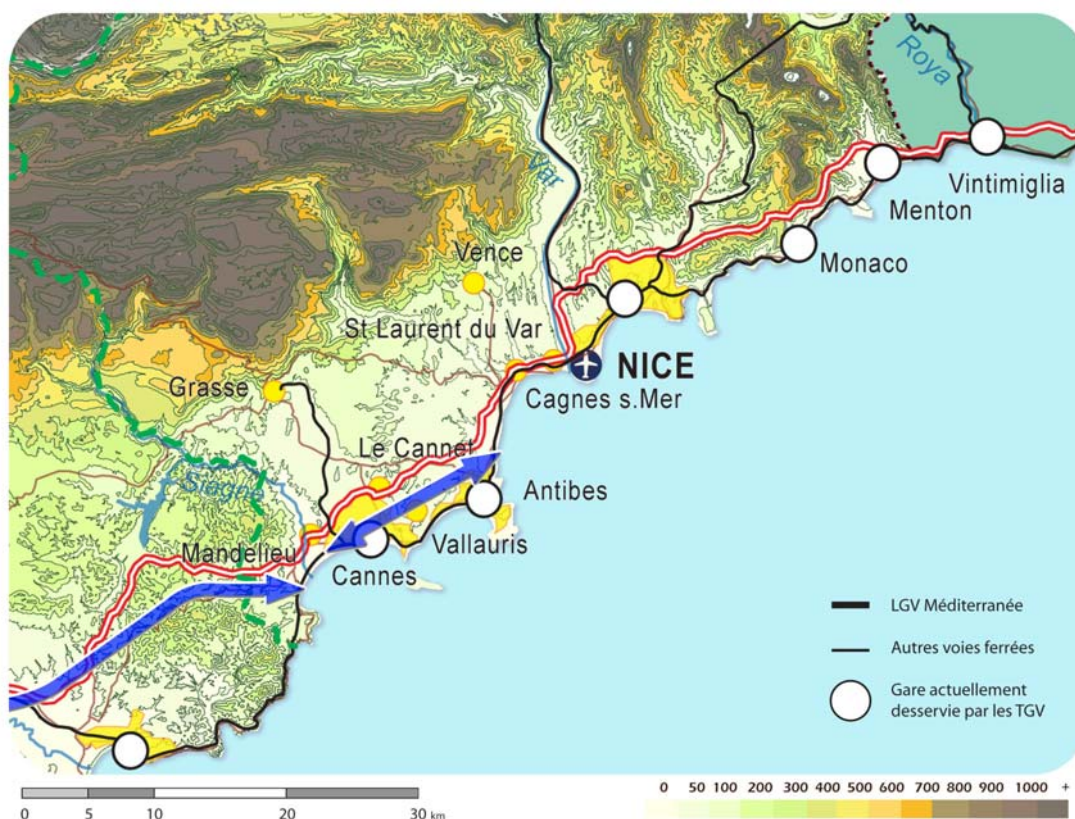 Roya
Var
Vintimiglia
Menton
Monaco
Vence
St Laurent du Var
NICE
Grasse
Cagnes s.Mer
Le Cannet
Siagne
Antibes
Mandelieu
Vallauris
Cannes
LGV Méditerranée
Autres voies ferrées
Gare actuellement
desservie par les TGV
0 50 100 200 300 400 500 600 700 800 900 1000 +
0 5 10 20 30 km